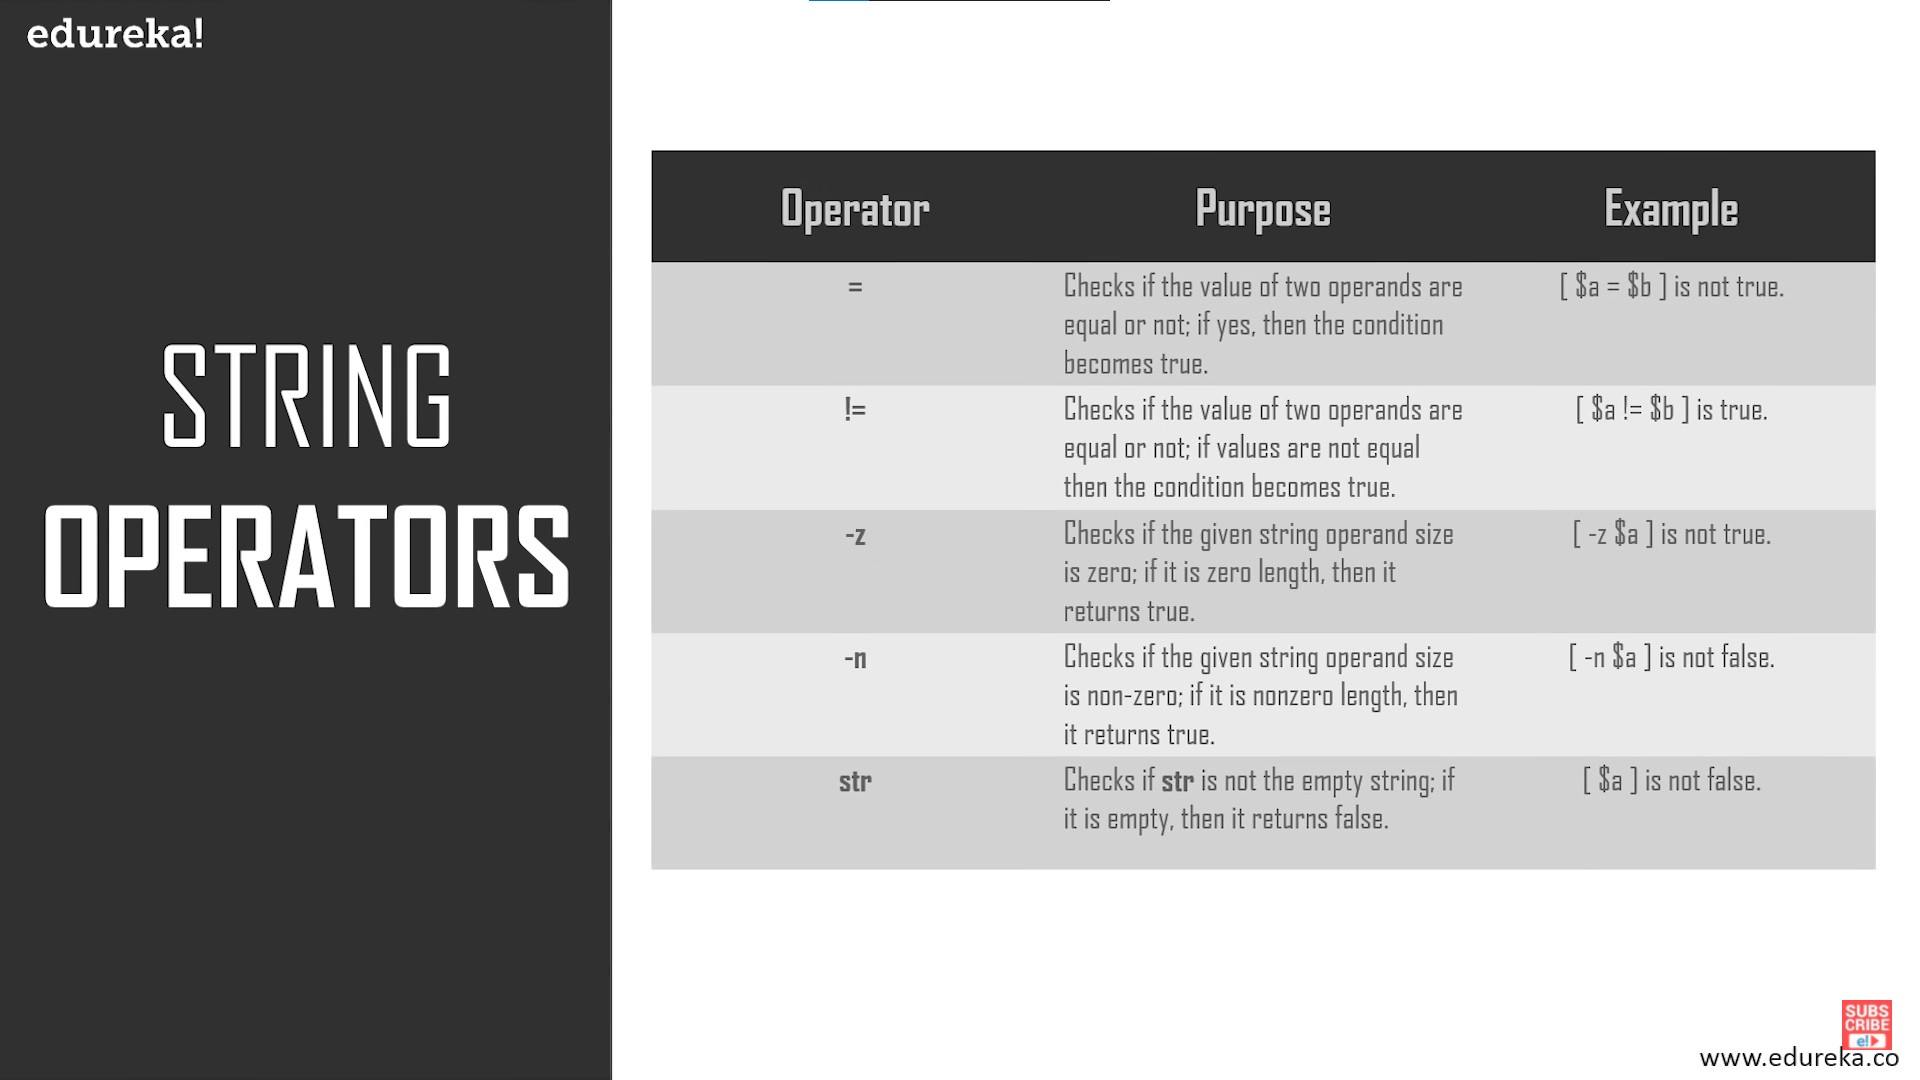 edureka!
STRING
OPERATORS
Operator Purpose Example
= Checks if the value of two operands are [ $a = $b ] is not true.
equal or not; if yes, then the condition
becomes true.
!= Checks if the value of two operands are [ $a != $b ] is true.
equal or not; if values are not equal
then the condition becomes true.
-z Checks if the given string operand size [ -z $a ] is not true.
is zero; if it is zero length, then it
returns true.
-n Checks if the given string operand size [ -n $a ] is not false.
is non-zero; if it is nonzero length, then
it returns true.
str Checks if str is not the empty string; if [ $a ] is not false.
it is empty, then it returns false.
SUBS
CRIBE
e!
www.edureka.co